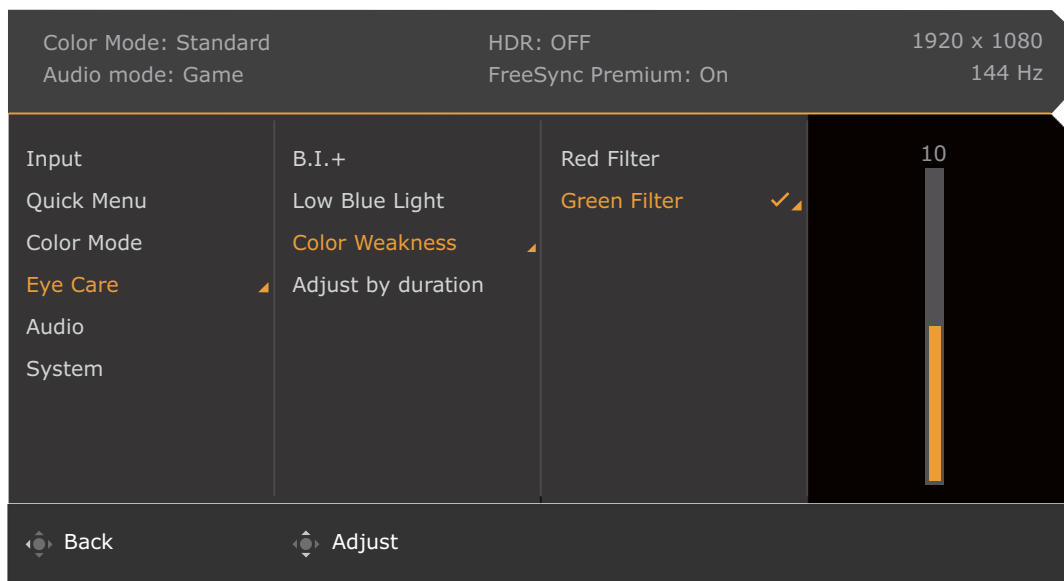 Color Mode: Standard
HDR: OFF
1920 x 1080
Audio mode: Game
FreeSync Premium: On
144 Hz
Input
Quick Menu
Color Mode
Eye Care
Audio
System
B.I.+
Low Blue Light
Color Weakness
Adjust by duration
Red Filter
Green Filter
10
Back
Adjust